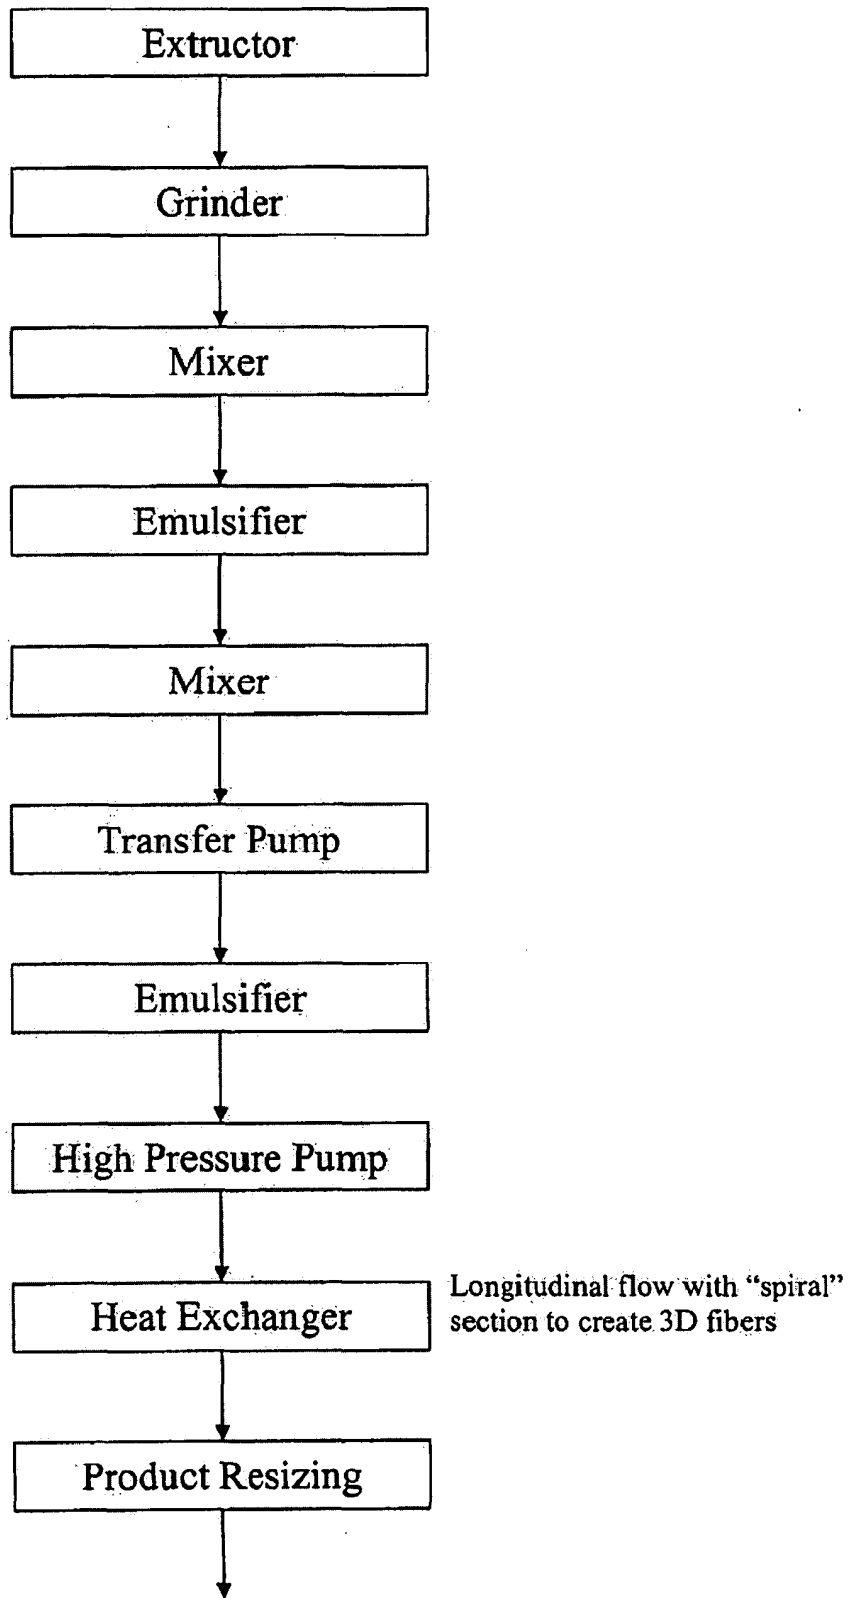 Extructor
Grinder
Mixer
Emulsifier
Mixer
Transfer Pump
Emulsifier
High Pressure Pump
Heat Exchanger
Longitudinal flow with “spiral”
section to create 3D fibers
Product Resizing